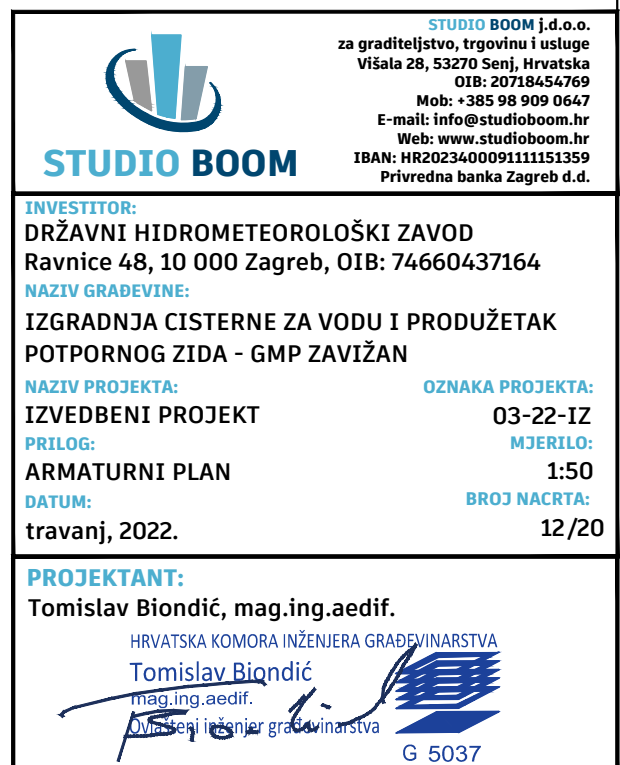 STUDIO BOOM
STUDIO BOOM j.d.o.o.
za graditeljstvo, trgovinu i usluge
Višala 28, 53270 Senj, Hrvatska
OIB: 20718454769
Mob: +385 98 909 0647
E-mail: info@studioboom.hr
Web: www.studioboom.hr
IBAN: HR2023400091111151359
Privredna banka Zagreb d.d.
INVESTITOR:
DRŽAVNI HIDROMETEOROLOŠKI ZAVOD
Ravnice 48, 10 000 Zagreb, OIB: 74660437164
NAZIV GRAĐEVINE:
IZGRADNJA CISTERNE ZA VODU I PRODUŽETAK
POTPORNOG ZIDA - GMP ZAVIŽAN
NAZIV PROJEKTA:
IZVEDBENI PROJEKT
OZNAKA PROJEKTA:
03-22-IZ
PRILOG:
ARMATURNI PLAN
MJERILO:
1:50
DATUM:
travanj, 2022.
BROJ NACRTA:
12/20
PROJEKTANT:
Tomislav Biondić, mag.ing.aedif.
HRVATSKA KOMORA INŽENJERA GRAĐEVINARSTVA
Tomislav Biondić
mag.ing.aedif.
Ovlašteni inženjer građevinarstva
G 5037